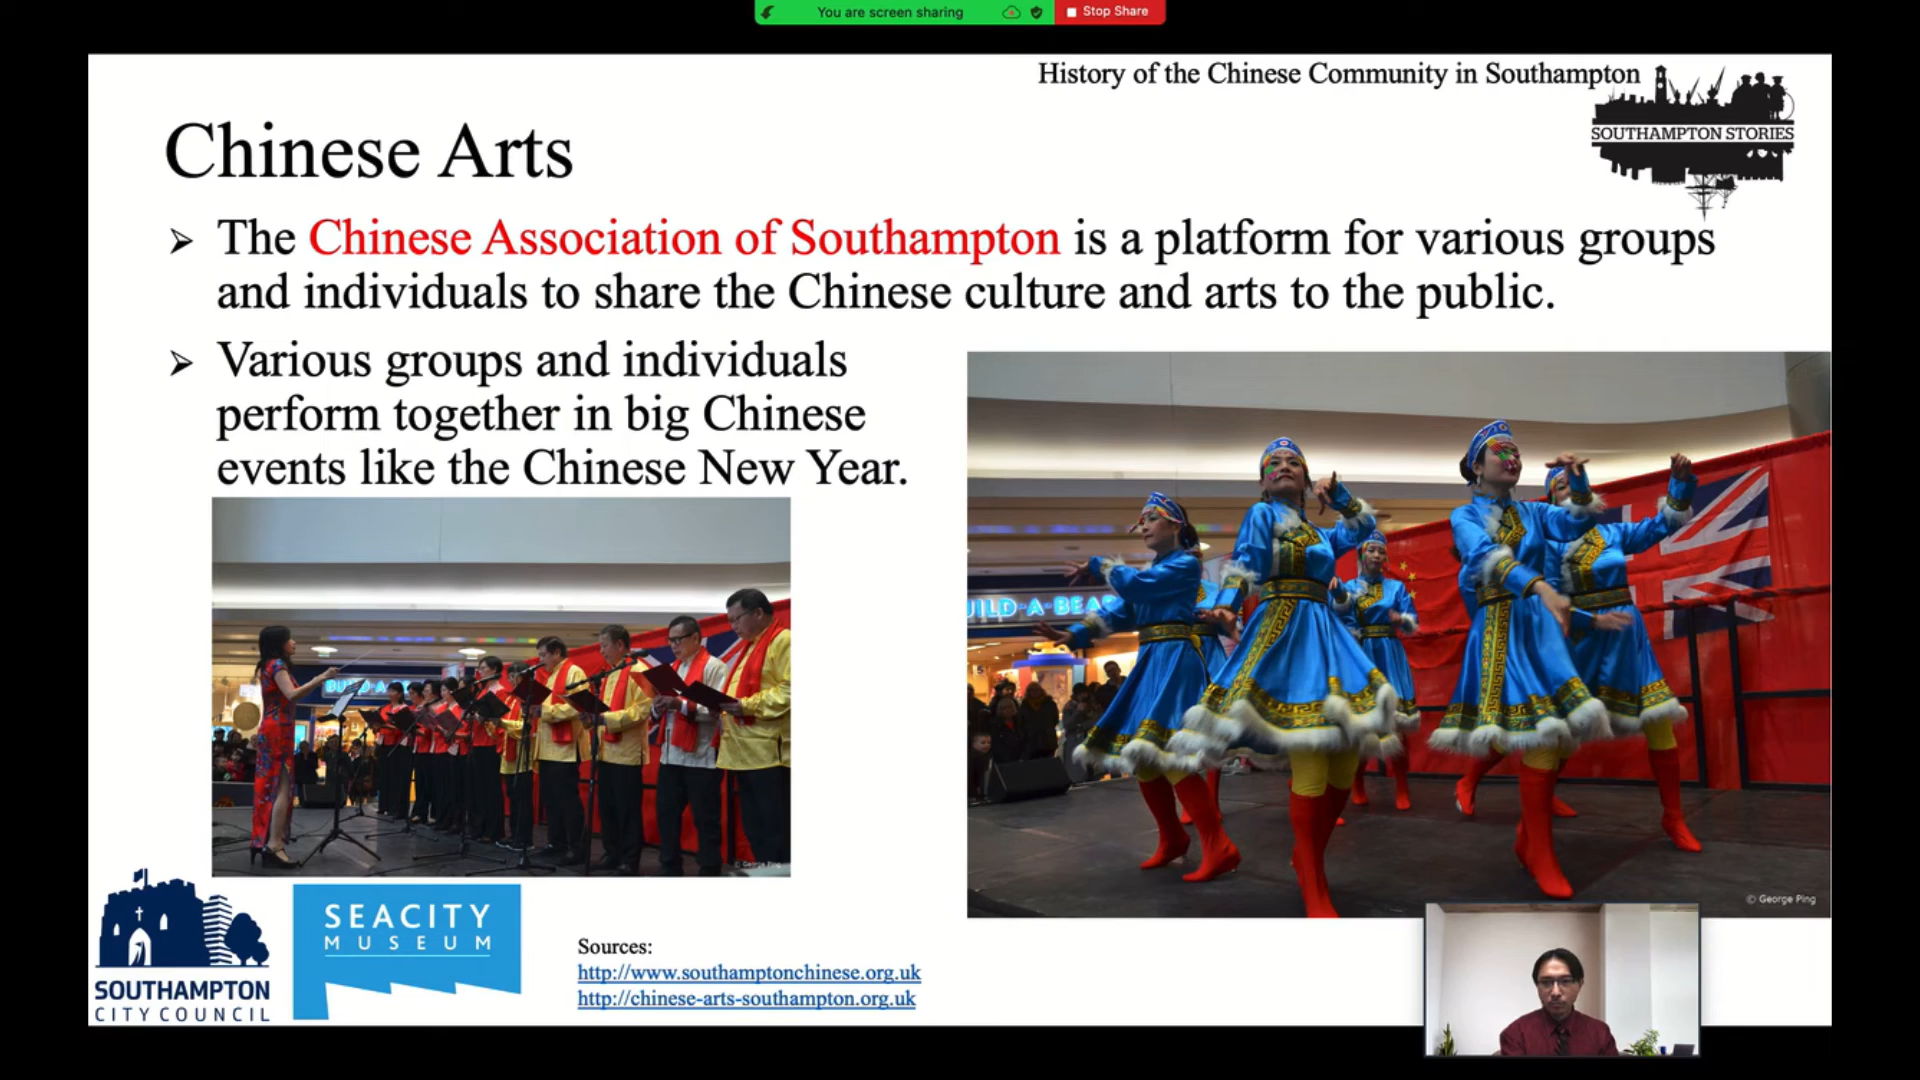 You are screen sharing
Stop Share
History of the Chinese Community in Southampton
SOUTHAMPTON STORIES
Chinese Arts
➢ The Chinese Association of Southampton is a platform for various groups
and individuals to share the Chinese culture and arts to the public.
➢ Various groups and individuals
perform together in big Chinese
events like the Chinese New Year.
UILD-A-BEA
BUILD-A
© George Ping
© George Ping
SOUTHAMPTON
CITY COUNCIL
SEACITY
MUSEUM
Sources:
http://www.southamptonchinese.org.uk
http://chinese-arts-southampton.org.uk